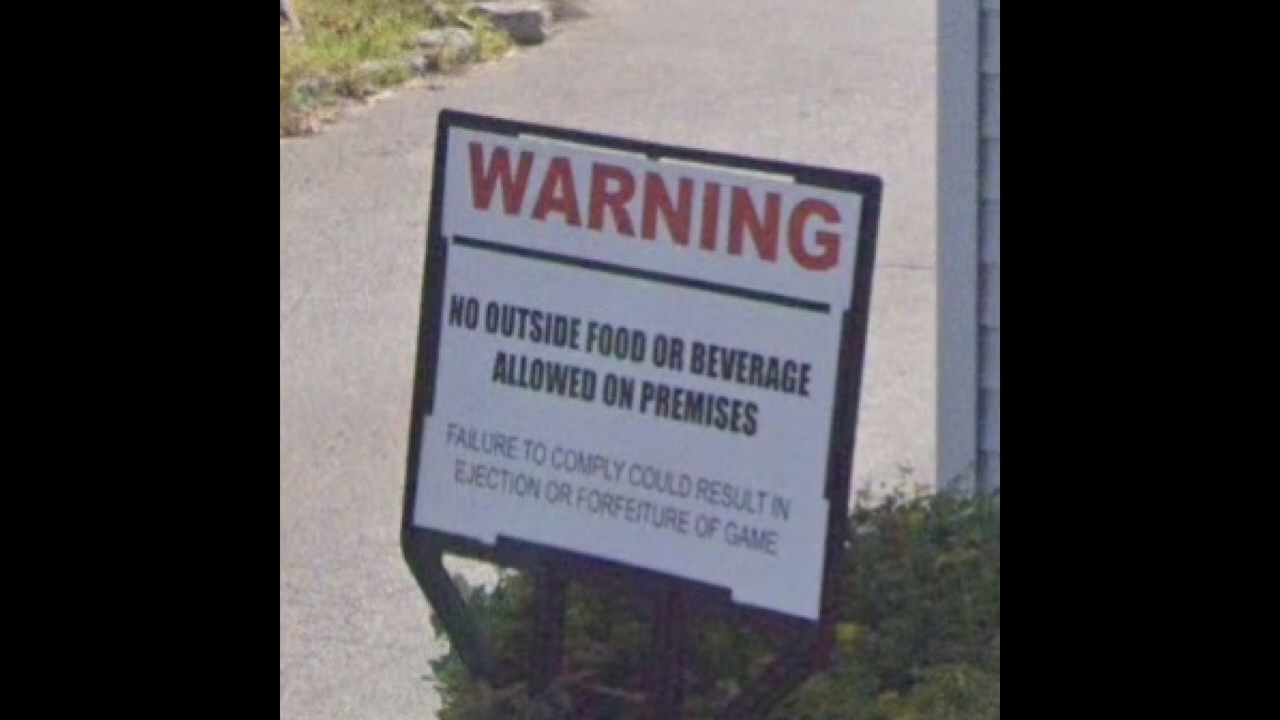 WARNING
NO OUTSIDE FOOD OR BEVERAGE
ALLOWED ON PREMISES
FAILURE TO COMPLY COULD RESULT IN
EJECTION OR FORFEITURE OF GAME